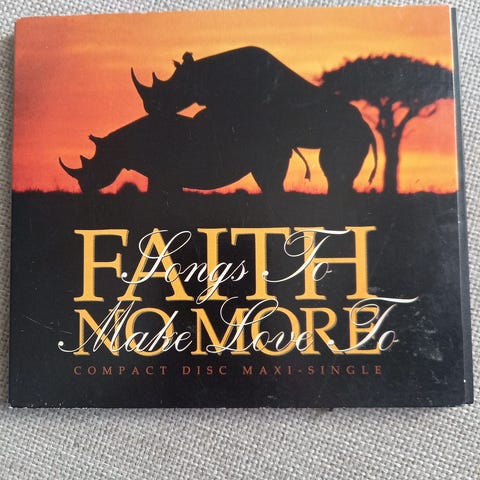 FAITH
Songs To
NO MORE
Make Love To
COMPACT DISC MAXI-SINGLE